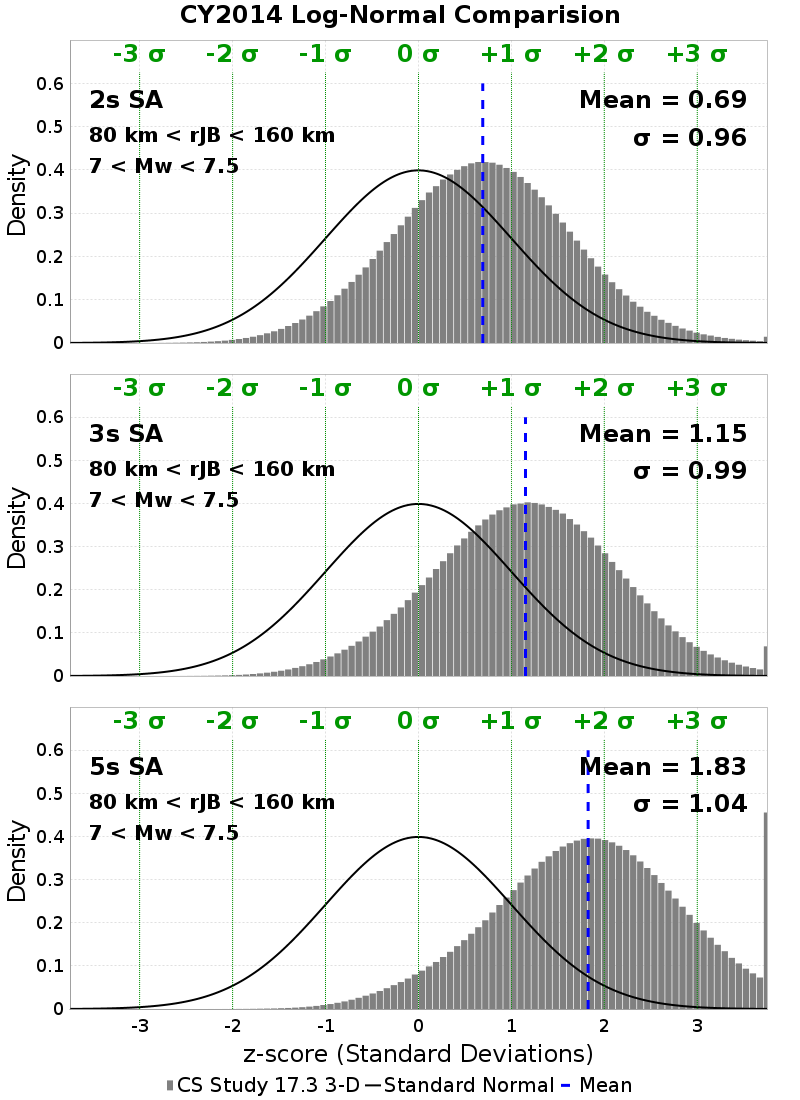 CY2014 Log-Normal Comparision
-3 σ -2 σ -1 σ 0 σ +1 σ +2 σ +3 σ
2s SA
Mean = 0.69
80 km < rJB < 160 km
σ = 0.96
7 < Mw < 7.5
Density
0.6
0.5
0.4
0.3
0.2
0.1
0
-3 σ -2 σ -1 σ 0 σ +1 σ +2 σ +3 σ
3s SA
Mean = 1.15
80 km < rJB < 160 km
σ = 0.99
7 < Mw < 7.5
Density
0.6
0.5
0.4
0.3
0.2
0.1
0
-3 σ -2 σ -1 σ 0 σ +1 σ +2 σ +3 σ
5s SA
Mean = 1.83
80 km < rJB < 160 km
σ = 1.04
7 < Mw < 7.5
Density
0.6
0.5
0.4
0.3
0.2
0.1
0
-3 -2 -1 0 1 2 3
z-score (Standard Deviations)
CS Study 17.3 3-D Standard Normal Mean